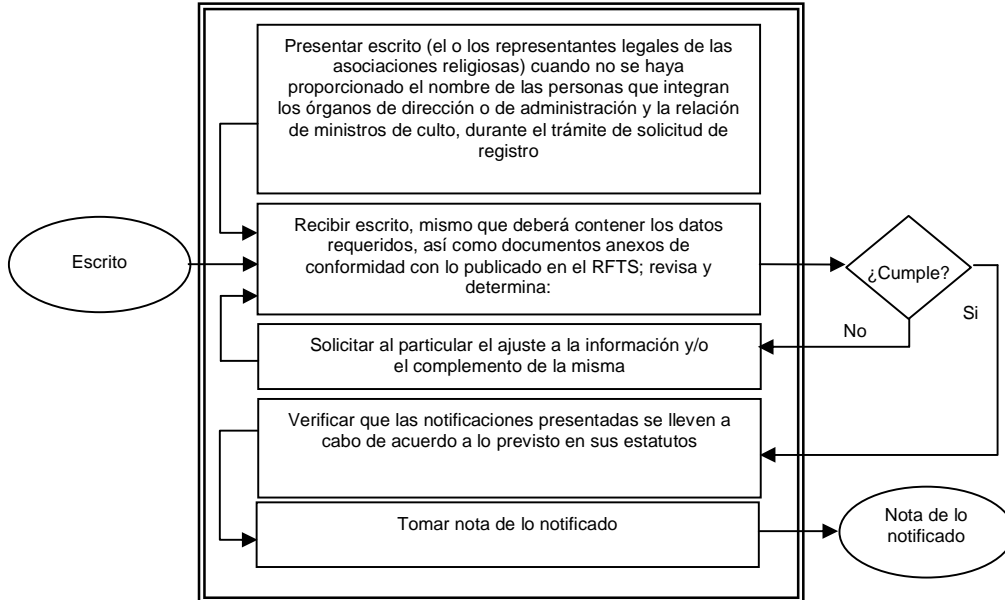 Presentar escrito (el o los representantes legales de las
asociaciones religiosas) cuando no se haya
proporcionado el nombre de las personas que integran
los órganos de dirección o de administración y la relación
de ministros de culto, durante el trámite de solicitud de
registro
Escrito
Recibir escrito, mismo que deberá contener los datos
requeridos, así como documentos anexos de
conformidad con lo publicado en el RFTS; revisa y
determina:
¿Cumple?
Si
No
Solicitar al particular el ajuste a la información y/o
el complemento de la misma
Verificar que las notificaciones presentadas se lleven a
cabo de acuerdo a lo previsto en sus estatutos
Tomar nota de lo notificado
Nota de lo
notificado